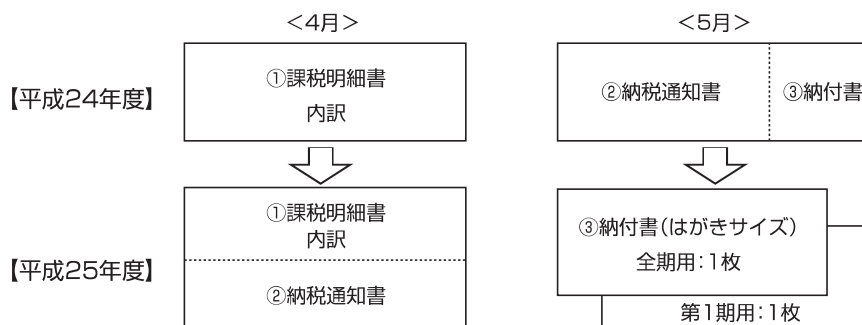 ＜4月＞ ＜5月＞
【平成24年度】
①課税明細書
内訳
②納税通知書 ③納付書
【平成25年度】
①課税明細書
内訳
②納税通知書
③納付書（はがきサイズ）
全期用：1枚
第1期用：1枚